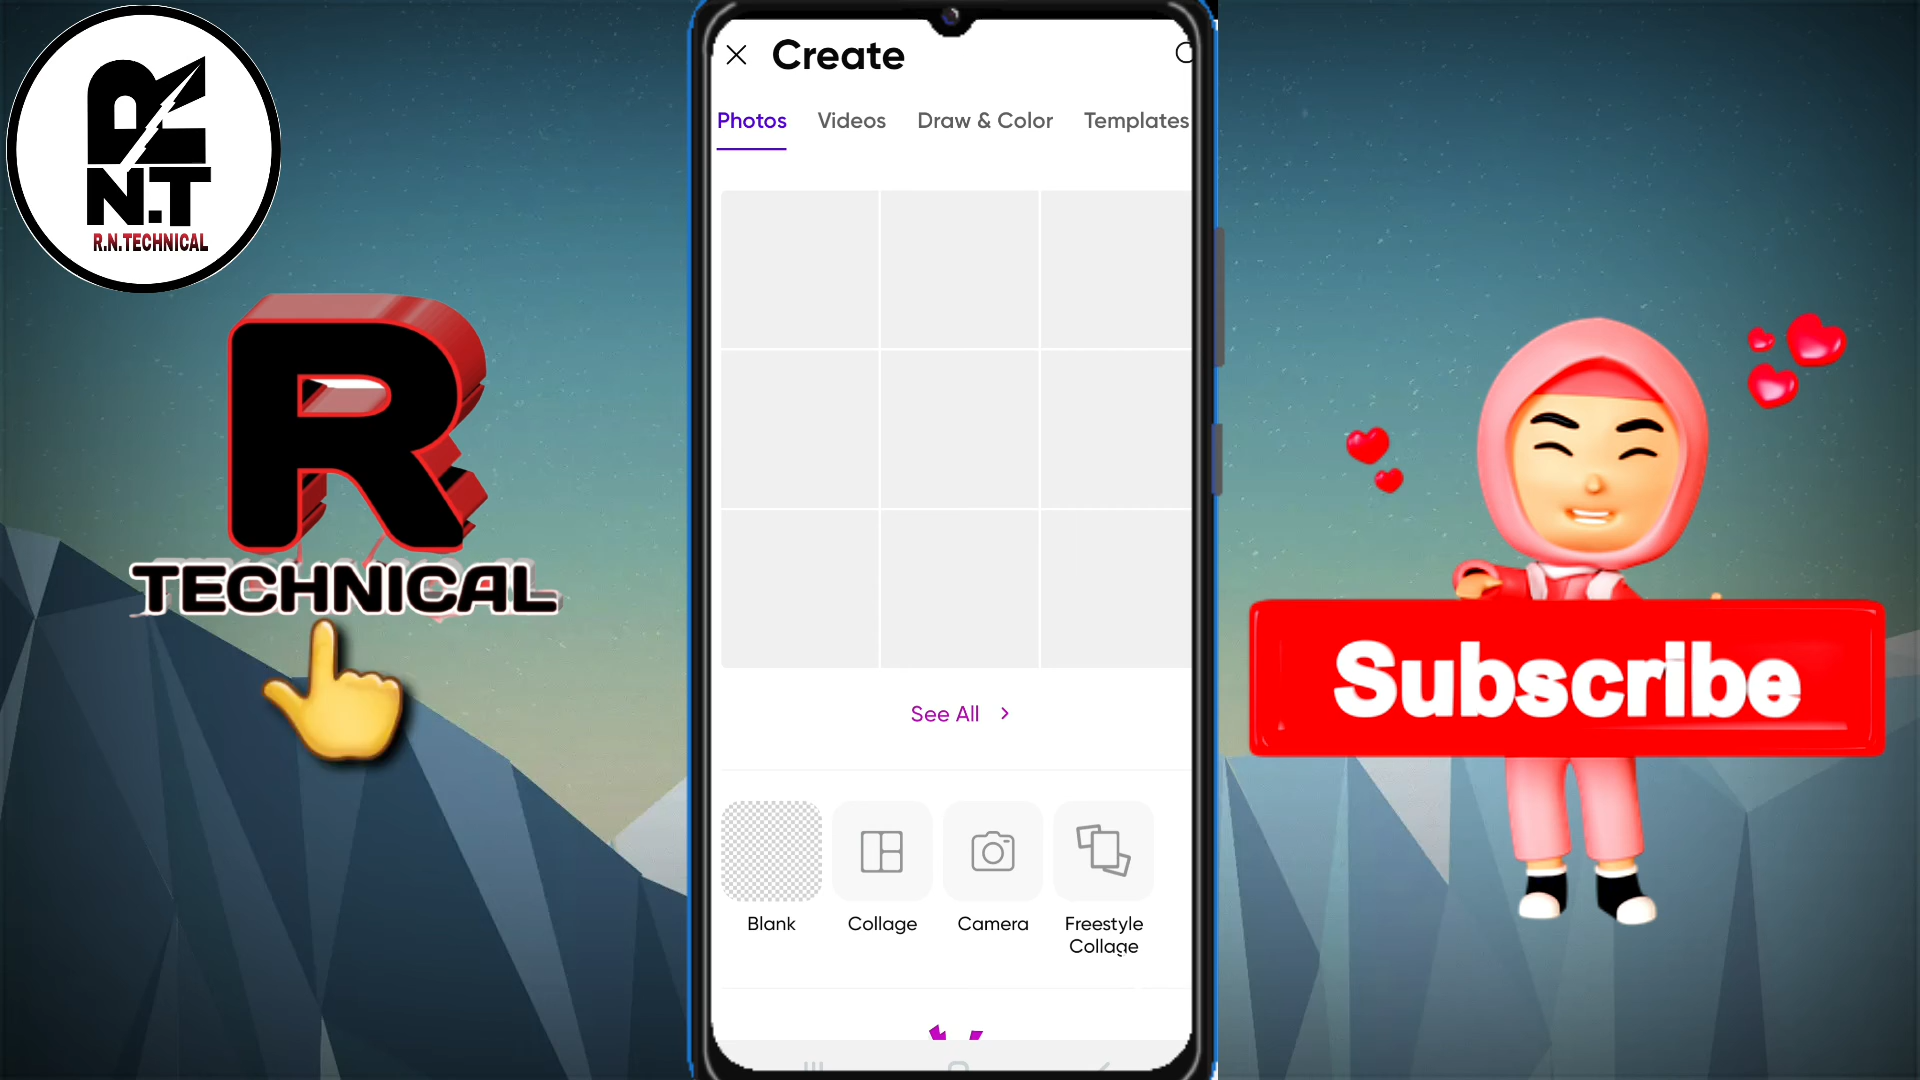 R
N.T
R.N.TECHNICAL
R
TECHNICAL
Create
Photos
Videos
Draw & Color
Templates
See All
Blank
Collage
Camera
Freestyle
Collage
Subscribe